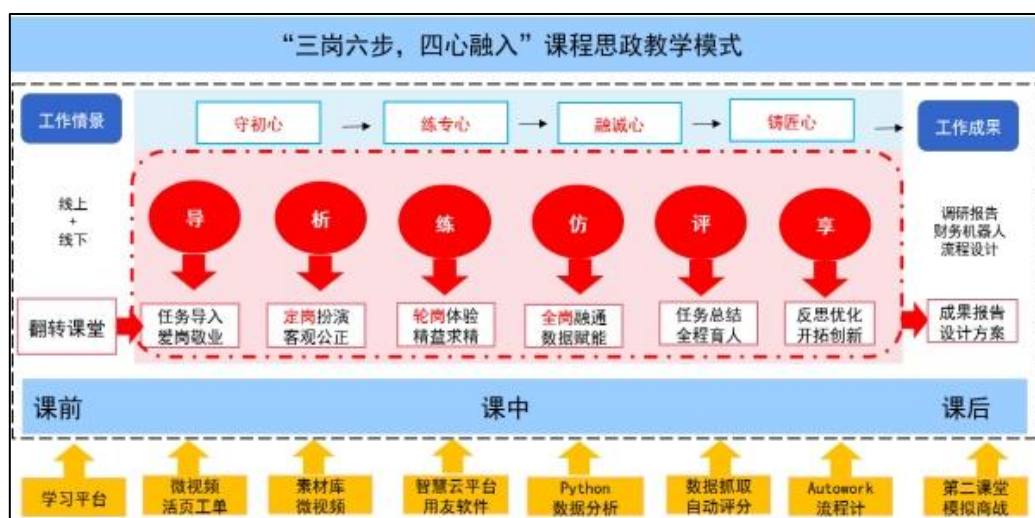 “三岗六步，四心融入”课程思政教学模式
工作情景
守初心
练专心
融诚心
铸匠心
工作成果
线上
+
线下
导
析
练
仿
评
享
调研报告
财务机器人
流程设计
翻转课堂
任务导入
爱岗敬业
定岗扮演
客观公正
轮岗体验
精益求精
全岗融通
数据赋能
任务总结
全程育人
反思优化
开拓创新
成果报告
设计方案
课前
课中
课后
学习平台
微视频
活页工单
素材库
微视频
智慧云平台
用友软件
Python
数据分析
数据抓取
自动评分
Autowork
流程计
第二课堂
模拟商战